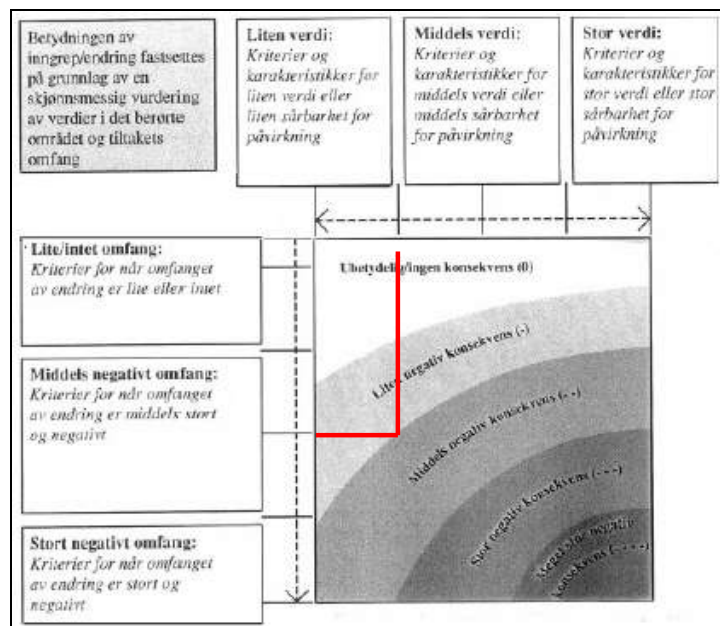 Betydningen av
inngrep/endring fastsettes
på grunnlag av en
skjønnsmessig vurdering
av verdier i det berørte
området og tiltakets
omfang
Liten verdi:
Kriterier og
karakteristikker for
liten verdi eller
liten sårbarhet for
påvirkning
Middels verdi:
Kriterier og
karakteristikker for
middels verdi eller
middels sårbarhet
for påvirkning
Stor verdi:
Kriterier og
karakteristikker for
stor verdi eller stor
sårbarhet for
påvirkning
Lite/intet omfang:
Kriterier for når omfanget
av endring er lite eller intet
Middels negativt omfang:
Kriterier for når omfanget
av endring er middels stort
og negativt
Stort negativt omfang:
Kriterier for når omfanget
av endring er stort og
negativt
Ubetydelig/ingen konsekvens (0)
Liten negativ konsekvens (-)
Middels negativ konsekvens (- -)
Stor negativ konsekvens (- - -)
Meget stor negativ
konsekvens (- - - -)